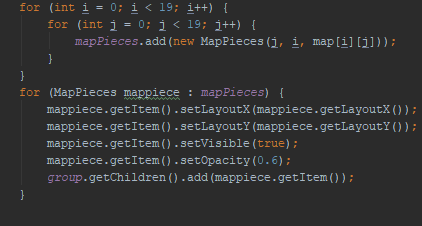 for (int i = 0; i < 19; i++) {
for (int j = 0; j < 19; j++) {
mapPieces.add(new MapPieces(j, i, map[i][j]));
}
}
for (MapPieces mappiece : mapPieces) {
mappiece.getItem().setLayoutX(mappiece.getLayoutX());
mappiece.getItem().setLayoutY(mappiece.getLayoutY());
mappiece.getItem().setVisible(true);
mappiece.getItem().setOpacity(0.6);
group.getChildren().add(mappiece.getItem());
}